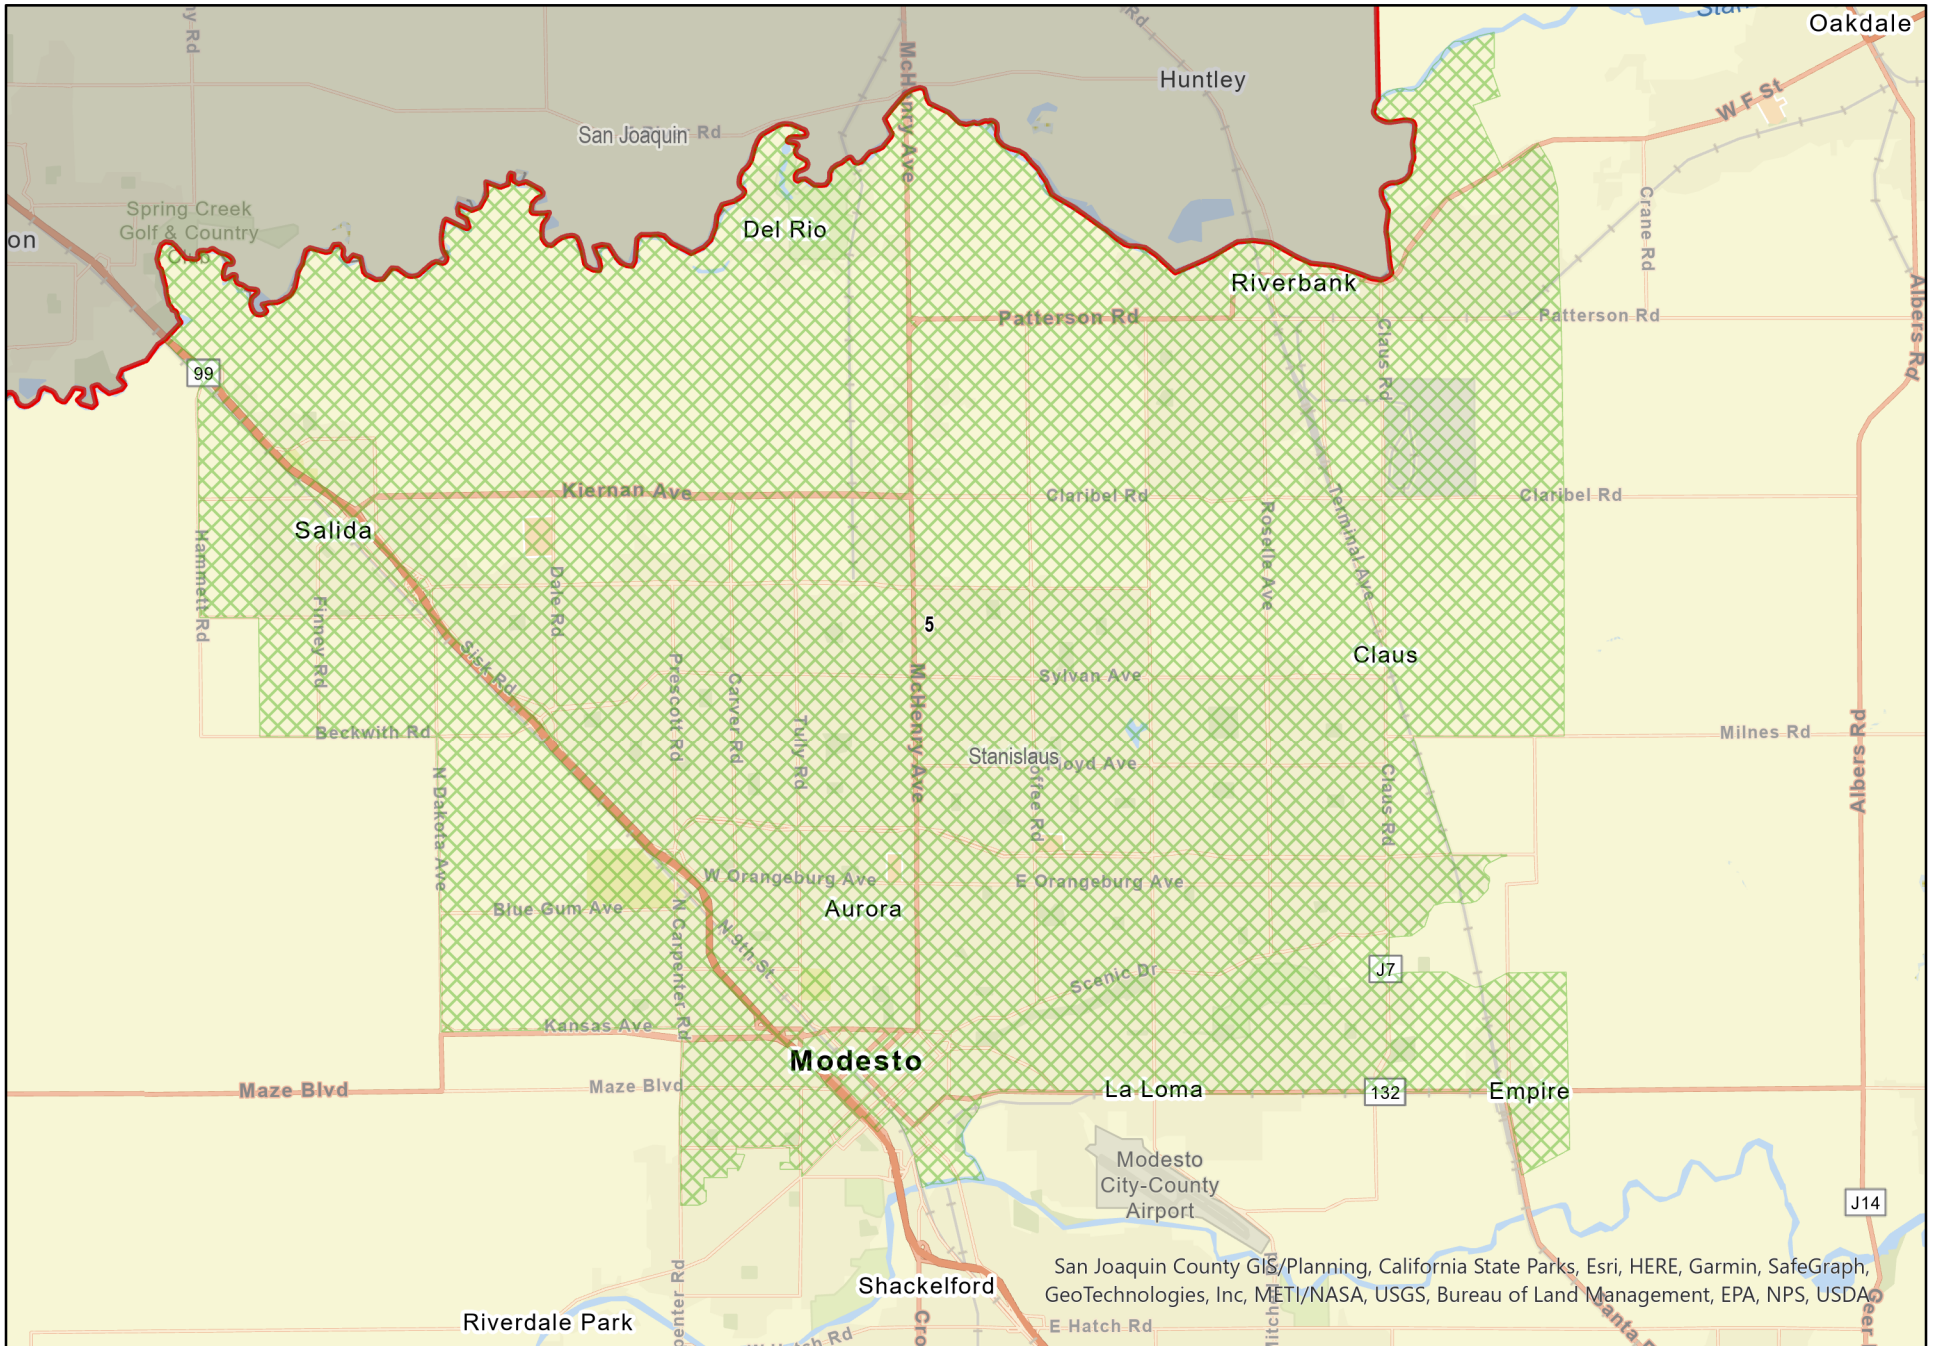 Oakdale
McHenry Ave
Huntley
W F St
San Joaquin
Rd
Crane Rd
Spring Creek
Golf & Country
Club
on
Del Rio
Riverbank
Patterson Rd
Patterson Rd
Albers Rd
Claus Rd
99
Kiernan Ave
Claribel Rd
Claribel Rd
Salida
Hammett Rd
Dale Rd
Roselle Ave
Terminal Ave
Finney Rd
5
Sisk Rd
Claus
Prescott Rd
Carver Rd
McHenry Ave
Sylvan Ave
Tully Rd
Beckwith Rd
Milnes Rd
Albers Rd
Stanislaus
N Dakota Ave
Claus Rd
W Orangeburg Ave
E Orangeburg Ave
Blue Gum Ave
Aurora
N Carpenter Rd
N 9th St
Scenic Dr
J7
Kansas Ave
Modesto
Maze Blvd
Maze Blvd
La Loma
132
Empire
Modesto
City-County
Airport
J14
San Joaquin County GIS/Planning, California State Parks, Esri, HERE, Garmin, SafeGraph,
GeoTechnologies, Inc, METI/NASA, USGS, Bureau of Land Management, EPA, NPS, USDA
Shackelford
Riverdale Park
E Hatch Rd